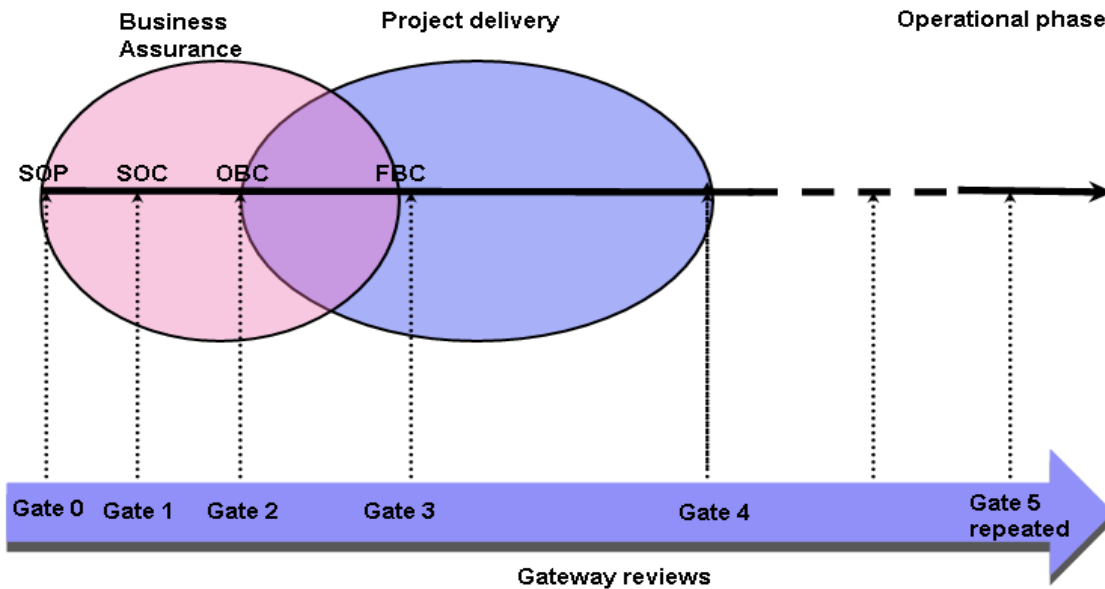 Business
Assurance
Project delivery
Operational phase
SOP
SOC
OBC
FBC
Gate 0
Gate 1
Gate 2
Gate 3
Gate 4
Gate 5
repeated
Gateway reviews